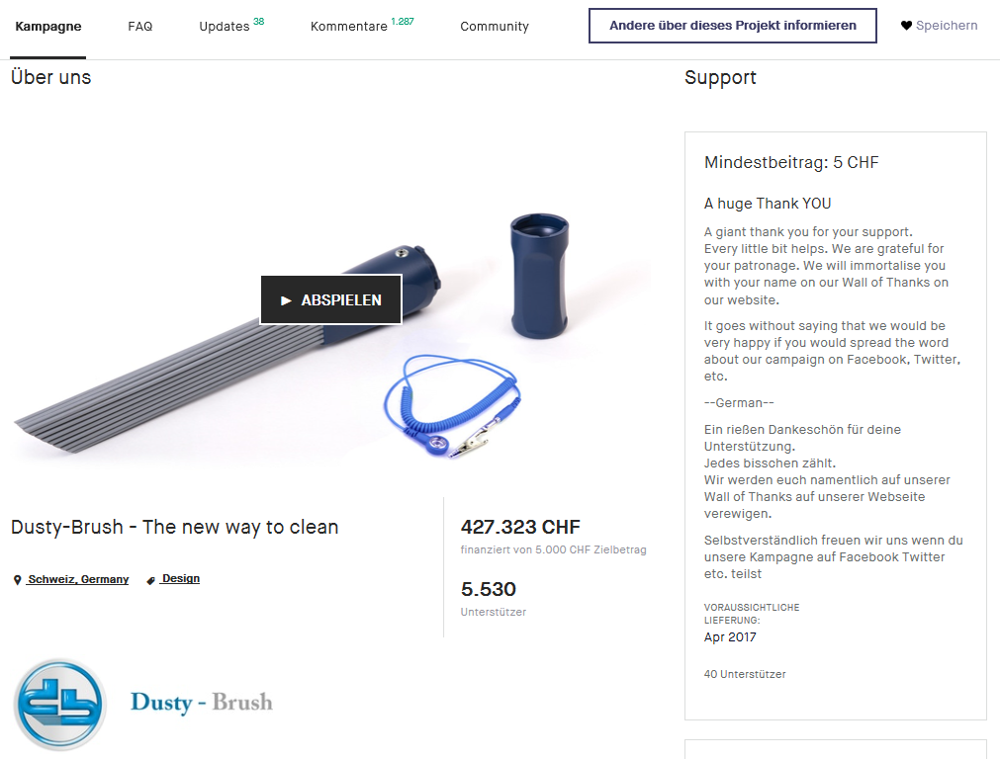 Kampagne
FAQ
Updates 38
Kommentare 1.287
Community
Andere über dieses Projekt informieren
Speichern
Über uns
ABSPIELEN
Dusty-Brush - The new way to clean
Schweiz, Germany
Design
427.323 CHF
finanziert von 5.000 CHF Zielbetrag
5.530
Unterstützer
Dusty - Brush
Support
Mindestbeitrag: 5 CHF
A huge Thank YOU
A giant thank you for your support.
Every little bit helps. We are grateful for
your patronage. We will immortalise you
with your name on our Wall of Thanks on
our website.
It goes without saying that we would be
very happy if you would spread the word
about our campaign on Facebook, Twitter,
etc.
--German--
Ein rießen Dankeschön für deine
Unterstützung.
Jedes bisschen zählt.
Wir werden euch namentlich auf unserer
Wall of Thanks auf unserer Webseite
verewigen.
Selbstverständlich freuen wir uns wenn du
unsere Kampagne auf Facebook Twitter
etc. teilst
VORAUSSICHTLICHE
LIEFERUNG:
Apr 2017
40 Unterstützer